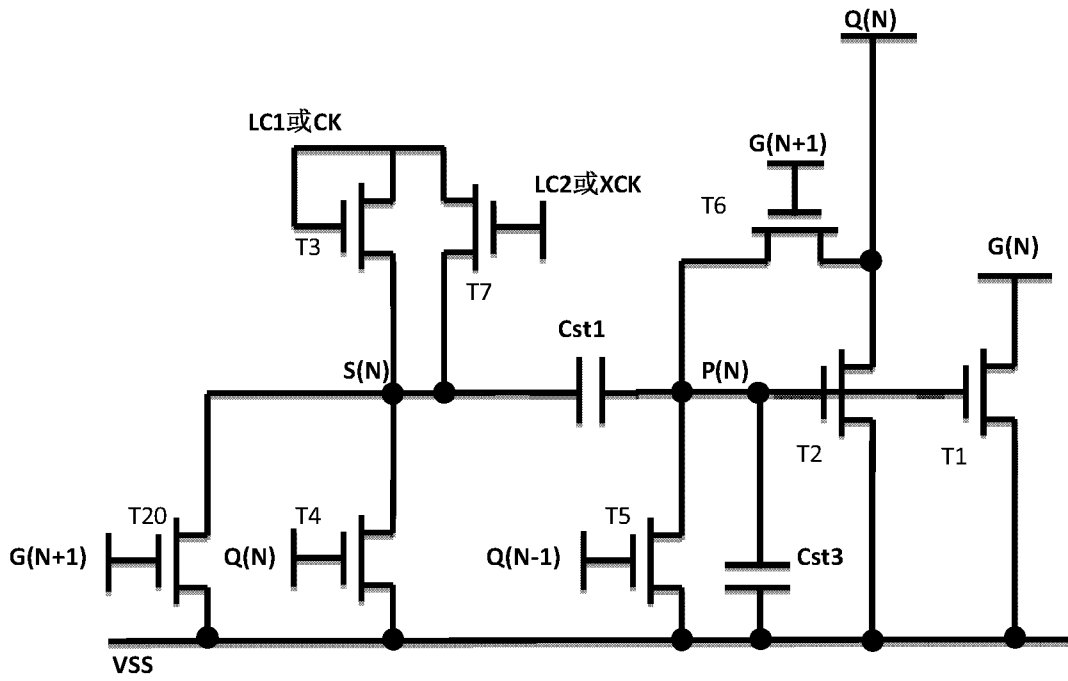 Q(N)
LC1或CK
G(N+1)
LC2或XCK
T6
G(N)
T3
T7
Cst1
S(N)
P(N)
T2
T1
T20
T4
T5
G(N+1)
Q(N)
Q(N-1)
Cst3
VSS